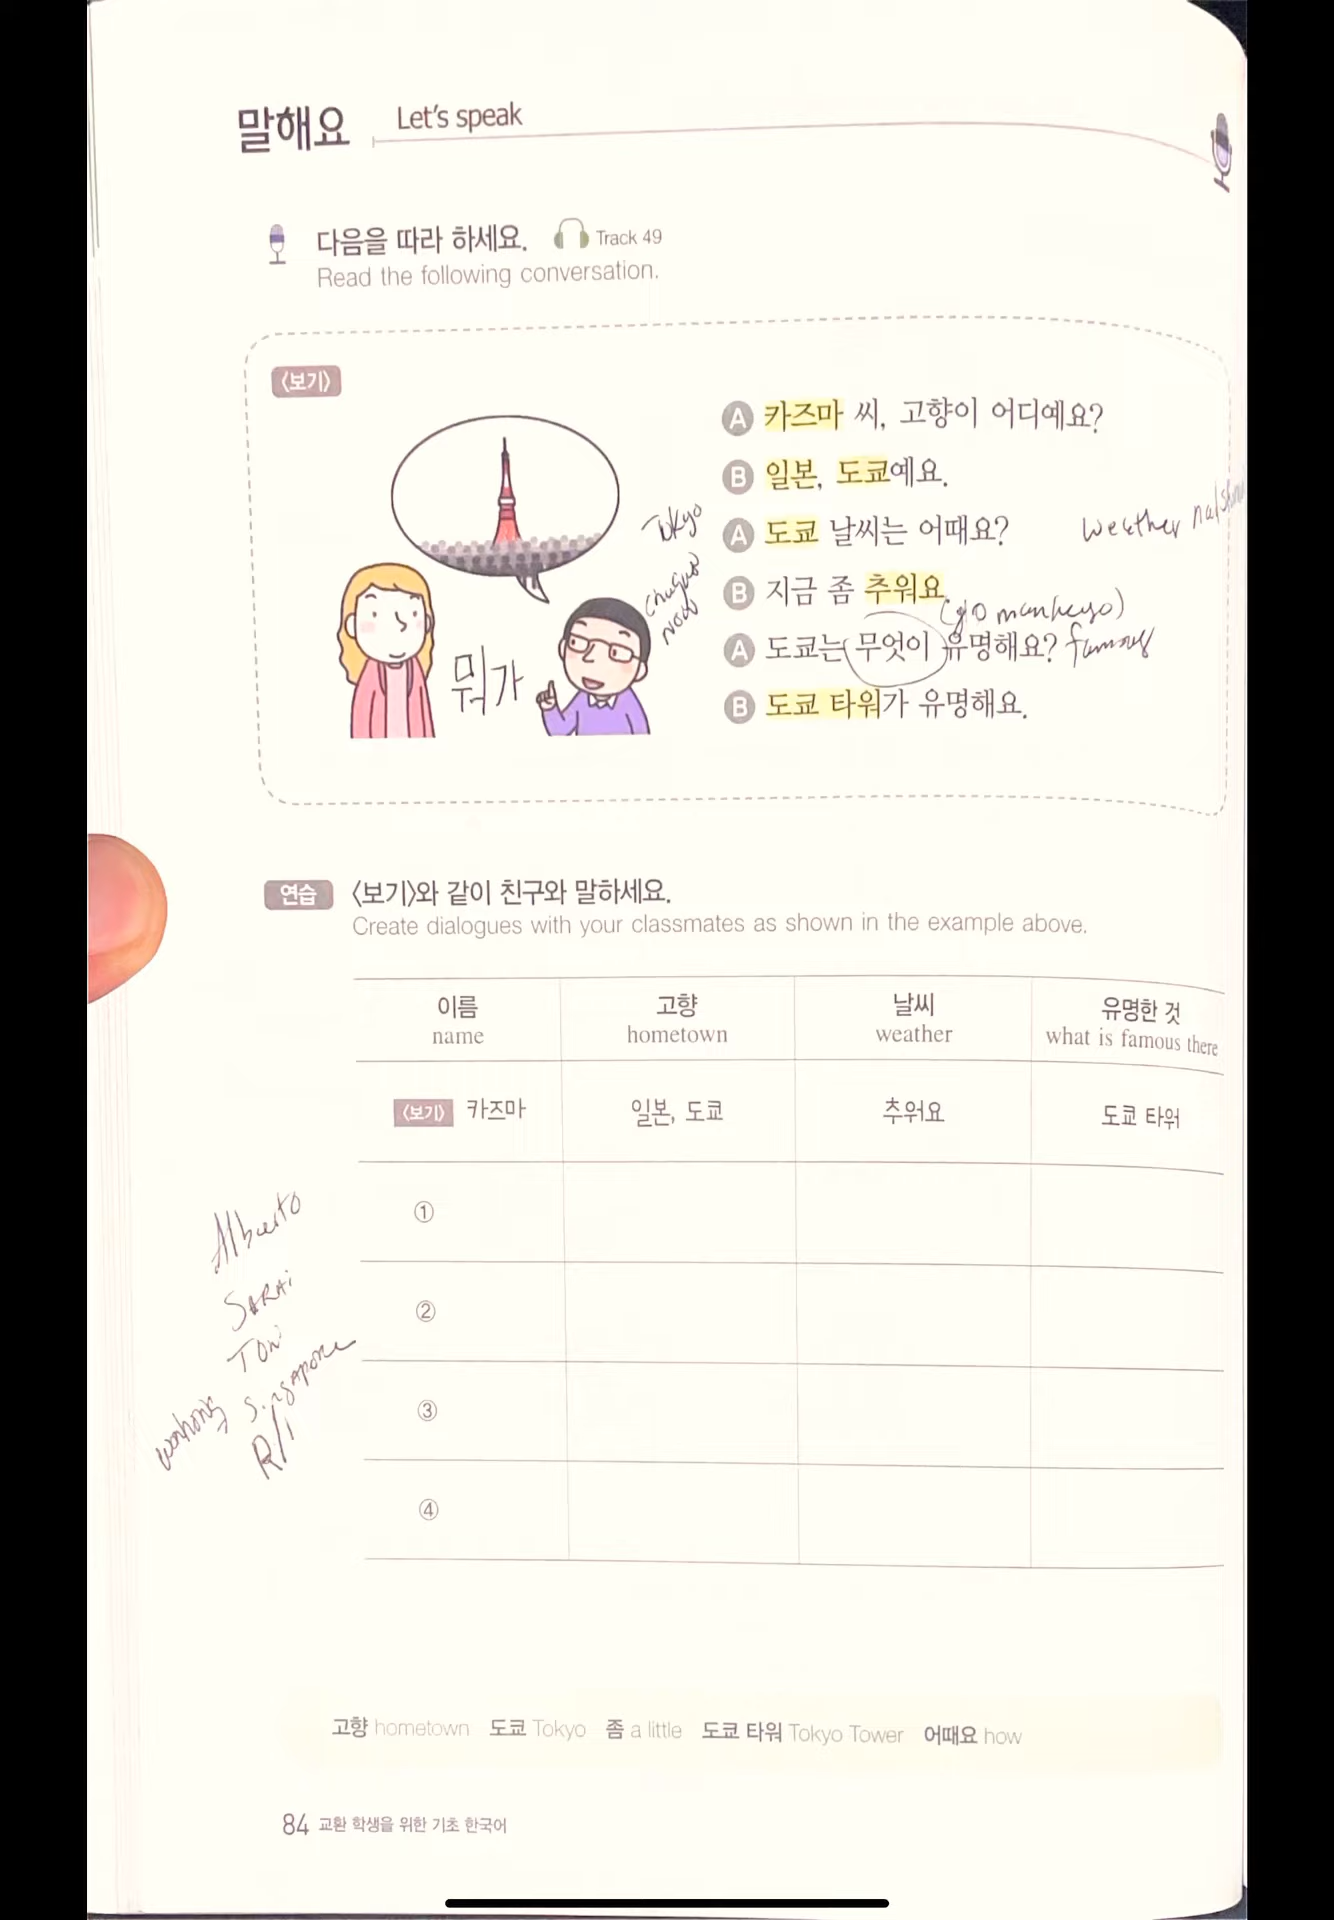 말해요 Let's speak
다음을 따라 하세요. Track 49
Read the following conversation.
〈보기〉
A 카즈마 씨, 고향이 어디예요?
B 일본, 도쿄예요.
A 도쿄 날씨는 어때요?
weather
Tokyo
B 지금 좀 추워요.
A 도쿄는 무엇이 유명해요? famous
뭐가
B 도쿄 타워가 유명해요.
연습 〈보기〉와 같이 친구와 말하세요.
Create dialogues with your classmates as shown in the example above.
이름 고향 날씨 유명한 것
name hometown weather what is famous there
〈보기〉 카즈마 일본, 도쿄 추워요 도쿄 타워
①
②
③
④
Alberto
SARAi
TON
Singapore
고향 hometown 도쿄 Tokyo 좀 a little 도쿄 타워 Tokyo Tower 어때요 how
84 교환 학생을 위한 기초 한국어